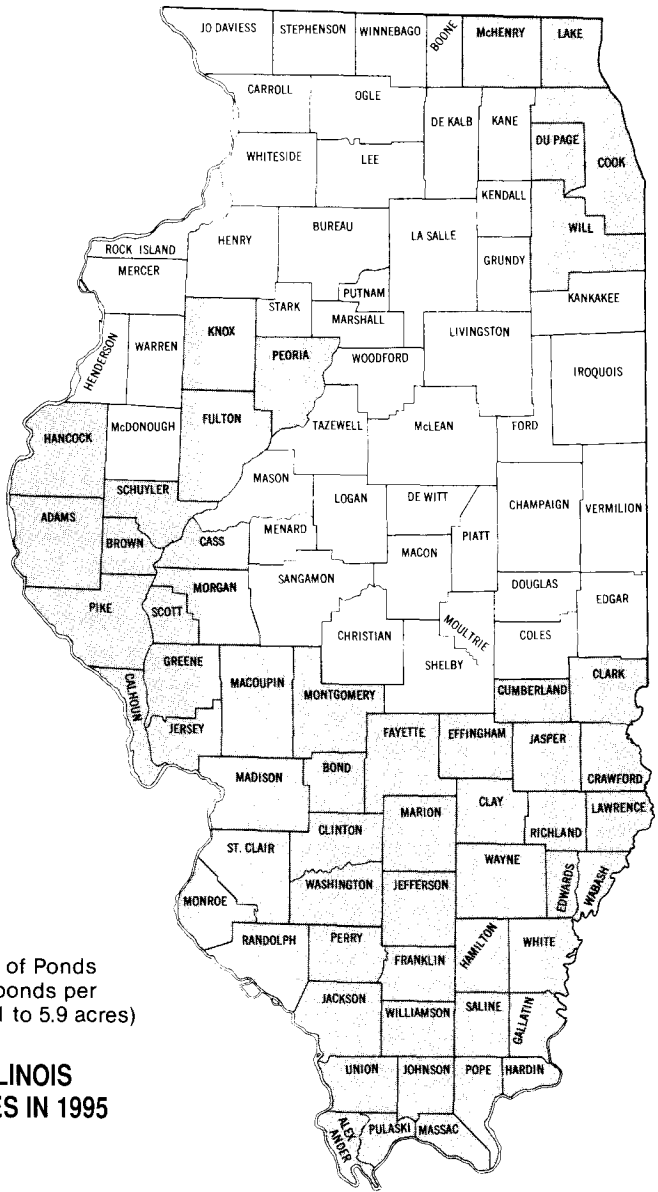 JO DAVIESS
STEPHENSON
WINNEBAGO
BOONE
McHENRY
LAKE
CARROLL
OGLE
DE KALB
KANE
DU PAGE
COOK
WHITESIDE
LEE
KENDALL
WILL
ROCK ISLAND
HENRY
BUREAU
LA SALLE
GRUNDY
MERCER
PUTNAM
KANKAKEE
STARK
MARSHALL
LIVINGSTON
HENDERSON
WARREN
KNOX
PEORIA
WOODFORD
IROQUOIS
HANCOCK
McDONOUGH
FULTON
TAZEWELL
McLEAN
FORD
SCHUYLER
MASON
LOGAN
DE WITT
CHAMPAIGN
VERMILION
ADAMS
BROWN
CASS
MENARD
MACON
PIATT
PIKE
SCOTT
MORGAN
SANGAMON
DOUGLAS
EDGAR
CHRISTIAN
MOULTRIE
COLES
GREENE
MACOUPIN
SHELBY
CALHOUN
MONTGOMERY
CUMBERLAND
CLARK
JERSEY
FAYETTE
EFFINGHAM
JASPER
CRAWFORD
MADISON
BOND
CLAY
RICHLAND
LAWRENCE
CLINTON
MARION
ST. CLAIR
WAYNE
EDWARDS
WABASH
WASHINGTON
JEFFERSON
MONROE
RANDOLPH
PERRY
FRANKLIN
HAMILTON
WHITE
JACKSON
WILLIAMSON
SALINE
GALLATIN
UNION
JOHNSON
POPE
HARDIN
ALEX
ANDER
PULASKI
MASSAC
of Ponds
ponds per
1 to 5.9 acres)
LLINOIS
ES IN 1995